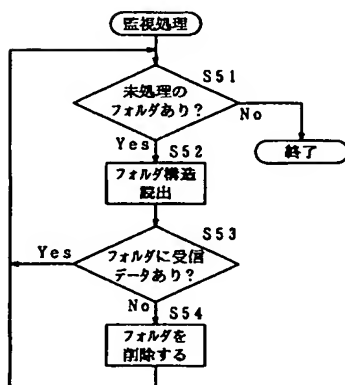 監視処理
S51
未処理の
フォルダあり?
No
Yes
S52
終了
フォルダ構造
読出
S53
Yes
フォルダに受信
データあり?
No
S54
フォルダを
削除する